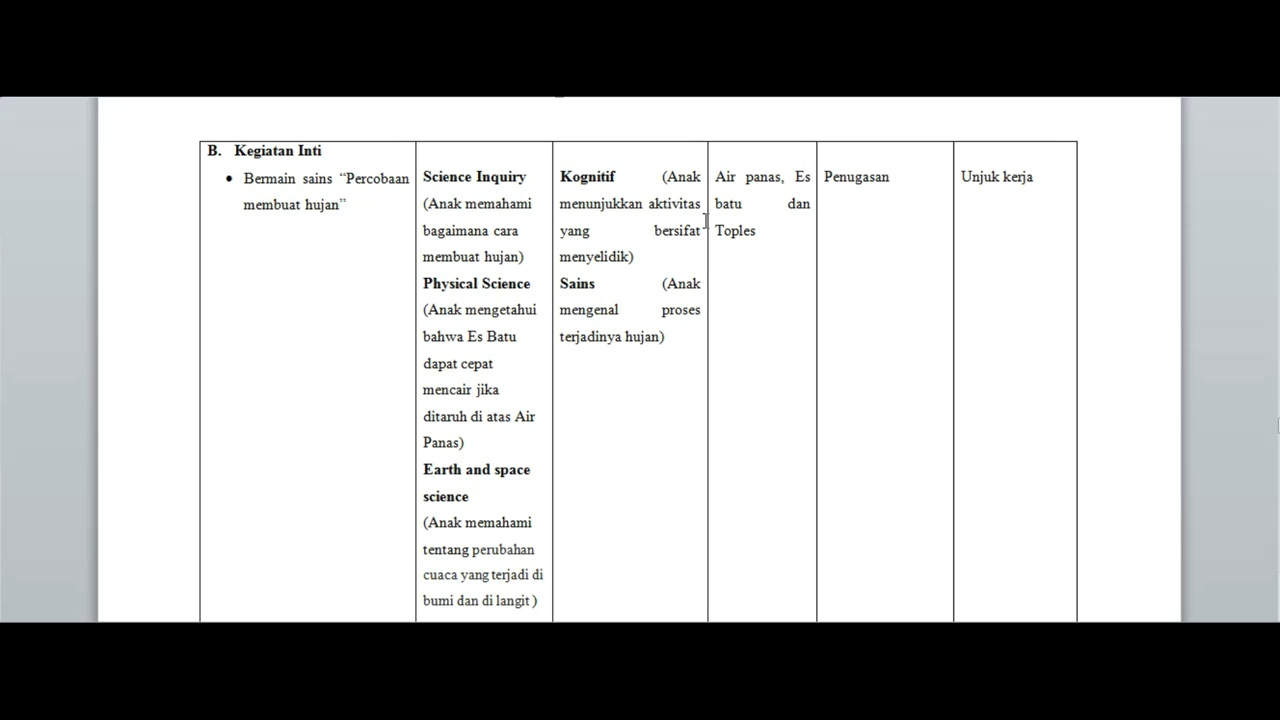 B. Kegiatan Inti
• Bermain sains “Percobaan
membuat hujan”
Science Inquiry
(Anak memahami
bagaimana cara
membuat hujan)
Physical Science
(Anak mengetahui
bahwa Es Batu
dapat cepat
mencair jika
ditaruh di atas Air
Panas)
Earth and space
science
(Anak memahami
tentang perubahan
cuaca yang terjadi di
bumi dan di langit )
Kognitif (Anak
menunjukkan aktivitas
yang bersifat
menyelidik)
Sains (Anak
mengenal proses
terjadinya hujan)
Air panas, Es
batu dan
Toples
Penugasan
Unjuk kerja